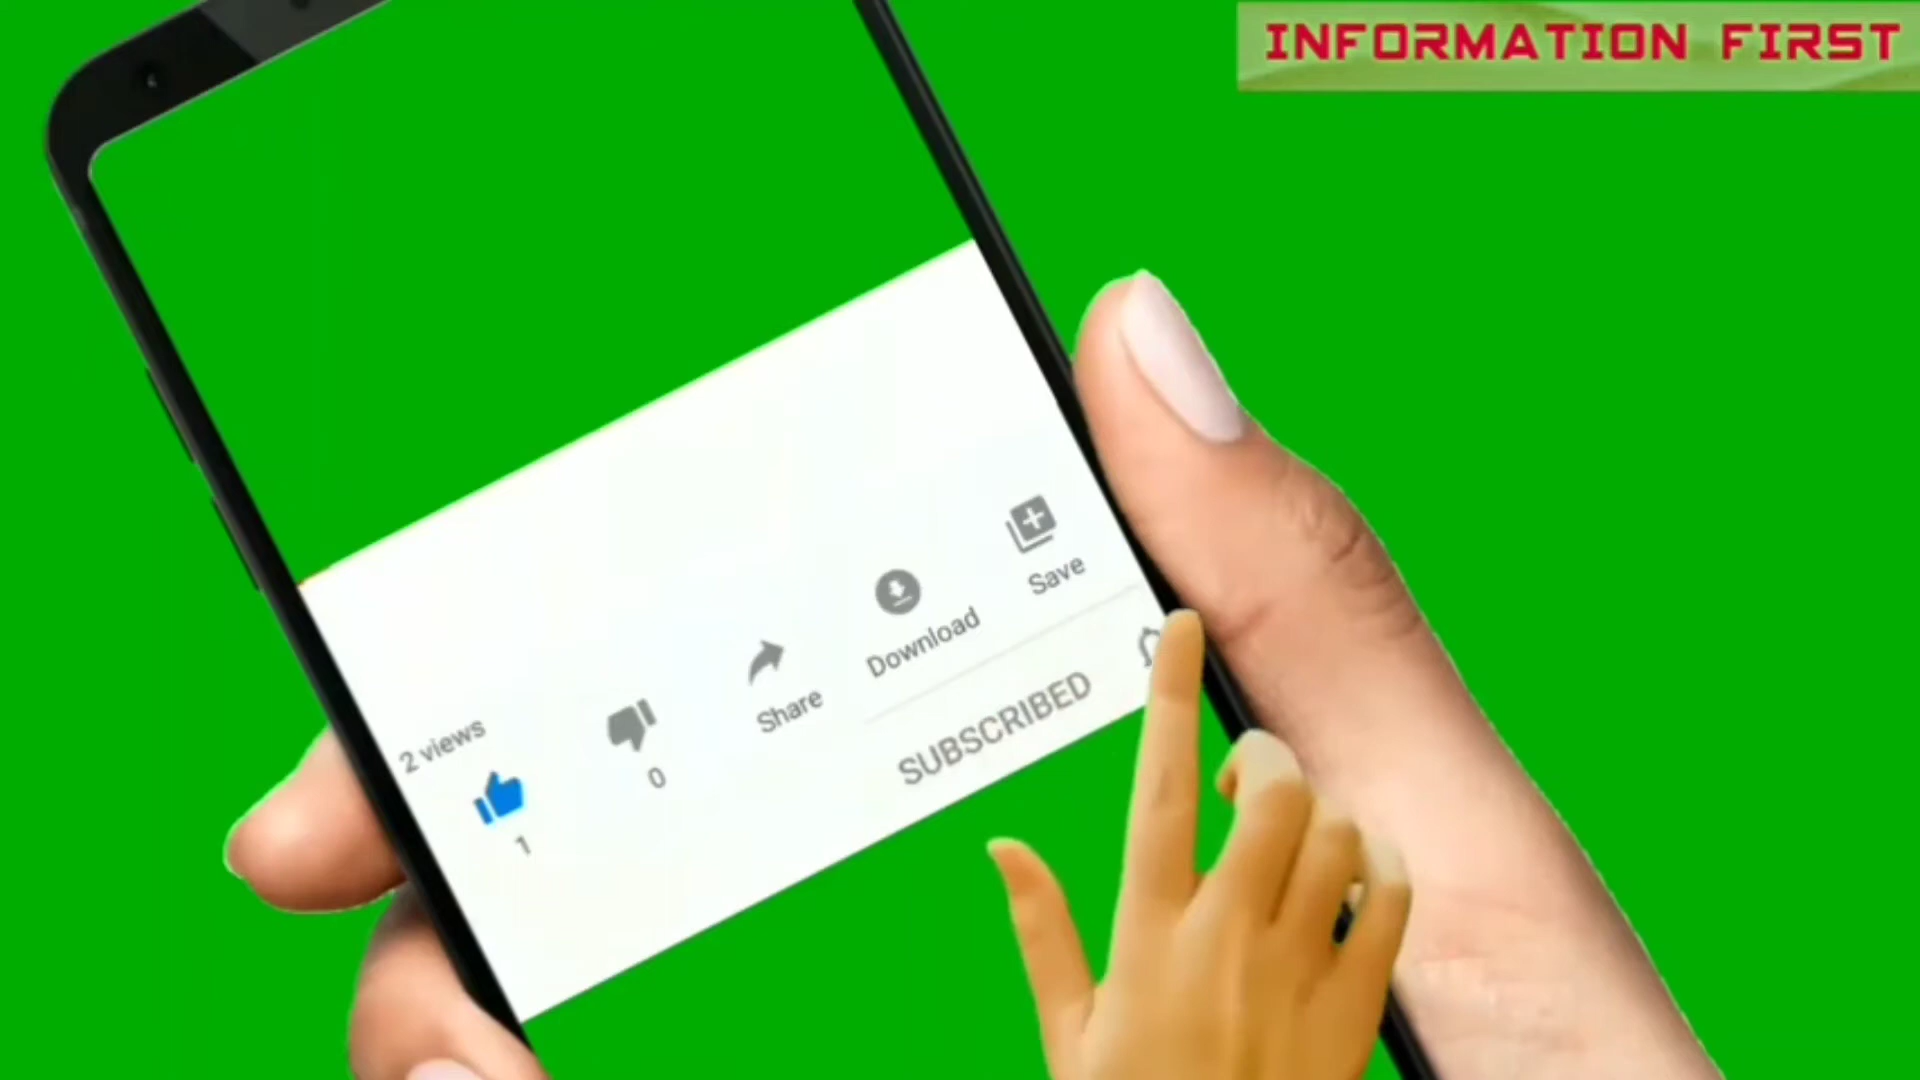 INFORMATION FIRST
2 views
1
0
Share
Download
Save
SUBSCRIBED